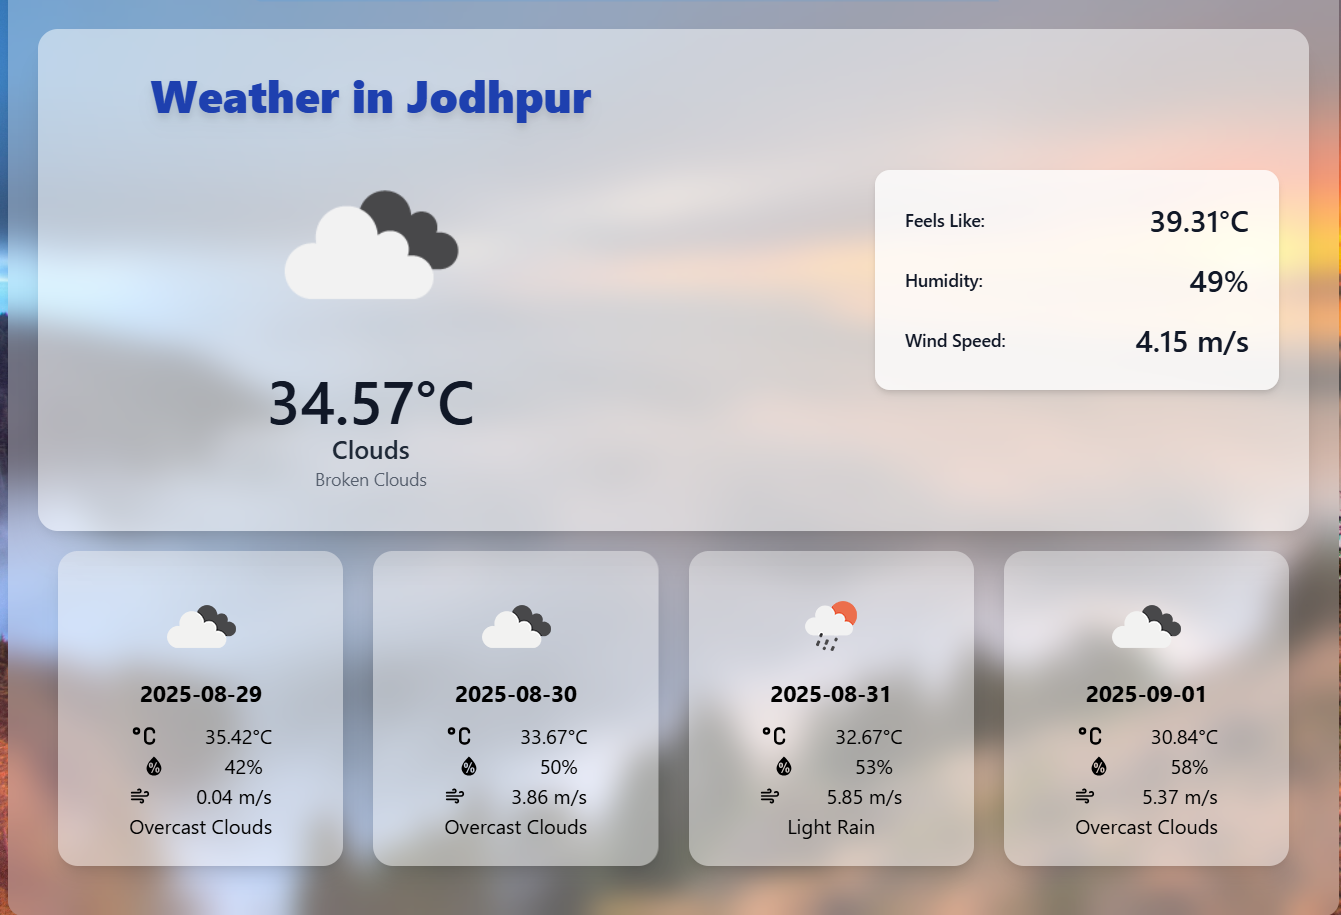 Weather in Jodhpur
34.57°C
Clouds
Broken Clouds
Feels Like: 39.31°C
Humidity: 49%
Wind Speed: 4.15 m/s
2025-08-29
°C 35.42°C
% 42%
0.04 m/s
Overcast Clouds
2025-08-30
°C 33.67°C
% 50%
3.86 m/s
Overcast Clouds
2025-08-31
°C 32.67°C
% 53%
5.85 m/s
Light Rain
2025-09-01
°C 30.84°C
% 58%
5.37 m/s
Overcast Clouds